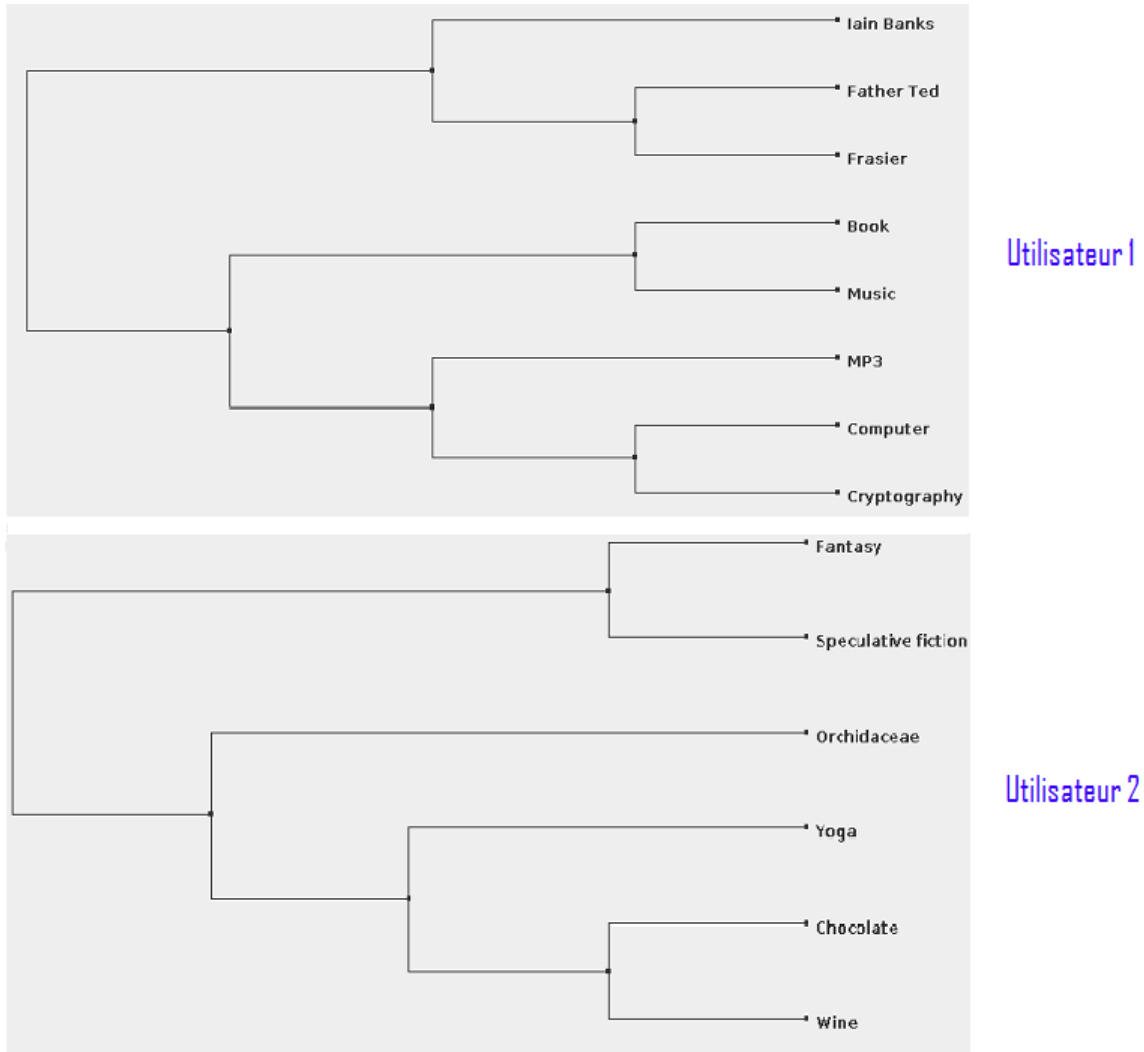 Iain Banks
Father Ted
Frasier
Book
Music
MP3
Computer
Cryptography
Utilisateur 1
Fantasy
Speculative fiction
Orchidaceae
Yoga
Chocolate
Wine
Utilisateur 2